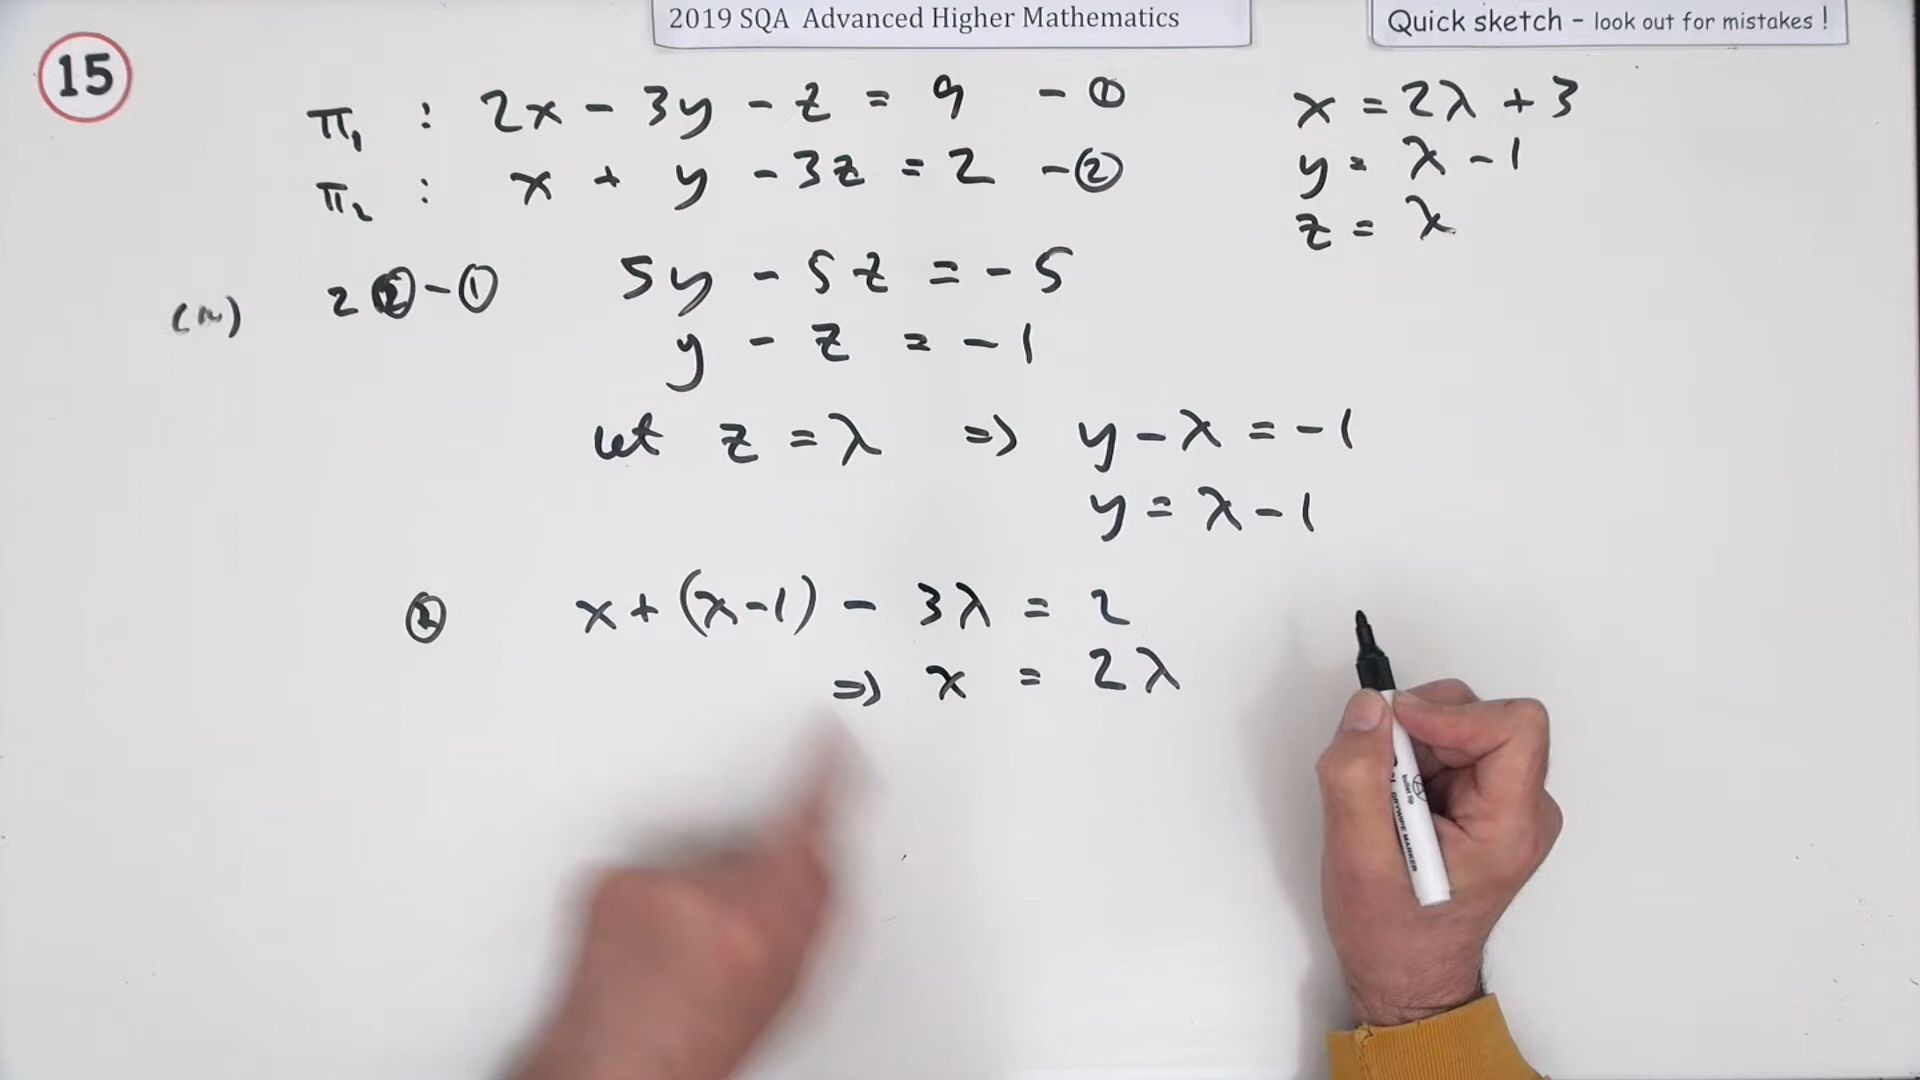 2019 SQA Advanced Higher Mathematics
Quick sketch – look out for mistakes !
15
π₁ : 2x − 3y − z = 9 − ①
π₂ : x + y − 3z = 2 − ②
x = 2λ + 3
y = λ − 1
z = λ
2② − ① 5y − 5z = −5
y − z = −1
let z = λ ⇒ y − λ = −1
y = λ − 1
② x + (λ−1) − 3λ = 2
⇒ x = 2λ